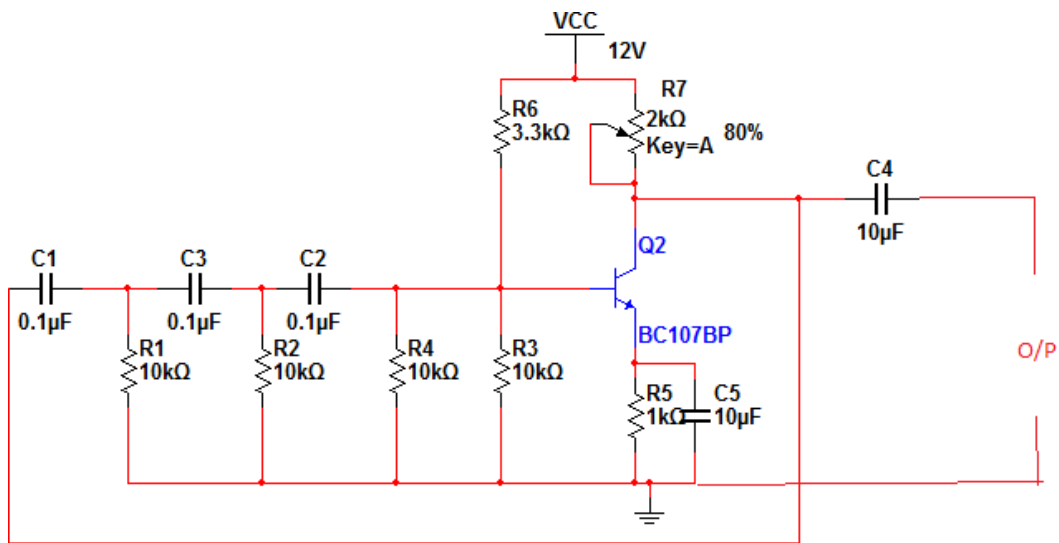 VCC
12V
R6
3.3kΩ
R7
2kΩ
Key=A
80%
C4
10µF
Q2
BC107BP
C1
0.1µF
C3
0.1µF
C2
0.1µF
R1
10kΩ
R2
10kΩ
R4
10kΩ
R3
10kΩ
R5
1kΩ
C5
10µF
O/P